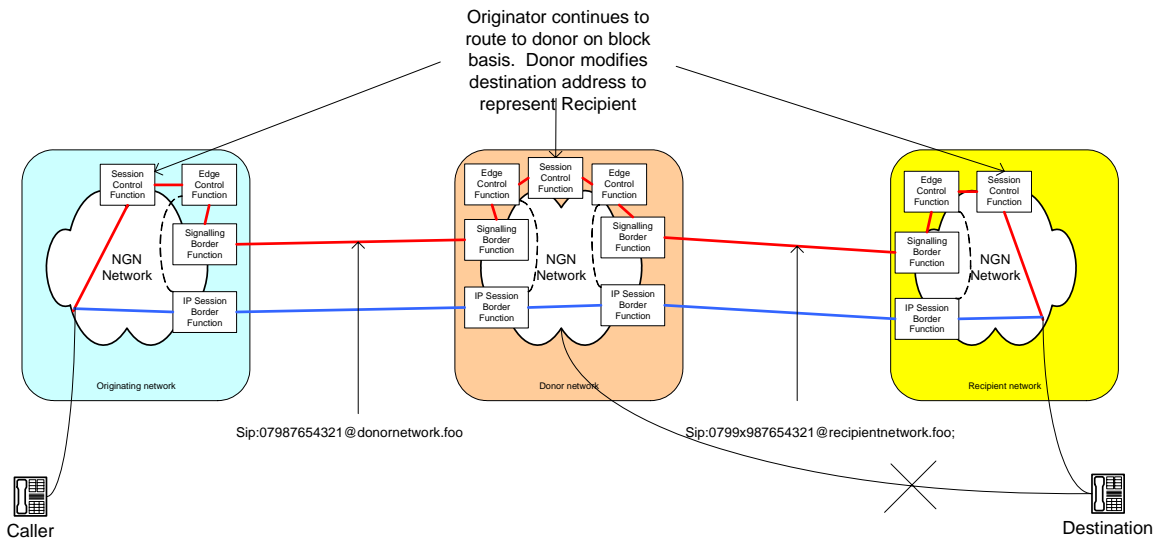 Originator continues to
route to donor on block
basis. Donor modifies
destination address to
represent Recipient
Session
Control
Function
Edge
Control
Function
Signalling
Border
Function
NGN
Network
IP Session
Border
Function
Originating network
Edge
Control
Function
Session
Control
Function
Edge
Control
Function
Signalling
Border
Function
Signalling
Border
Function
NGN
Network
IP Session
Border
Function
IP Session
Border
Function
Donor network
Edge
Control
Function
Session
Control
Function
Signalling
Border
Function
NGN
Network
IP Session
Border
Function
Recipient network
Sip:07987654321@donornetwork.foo
Sip:0799x987654321@recipientnetwork.foo;
Caller
Destination